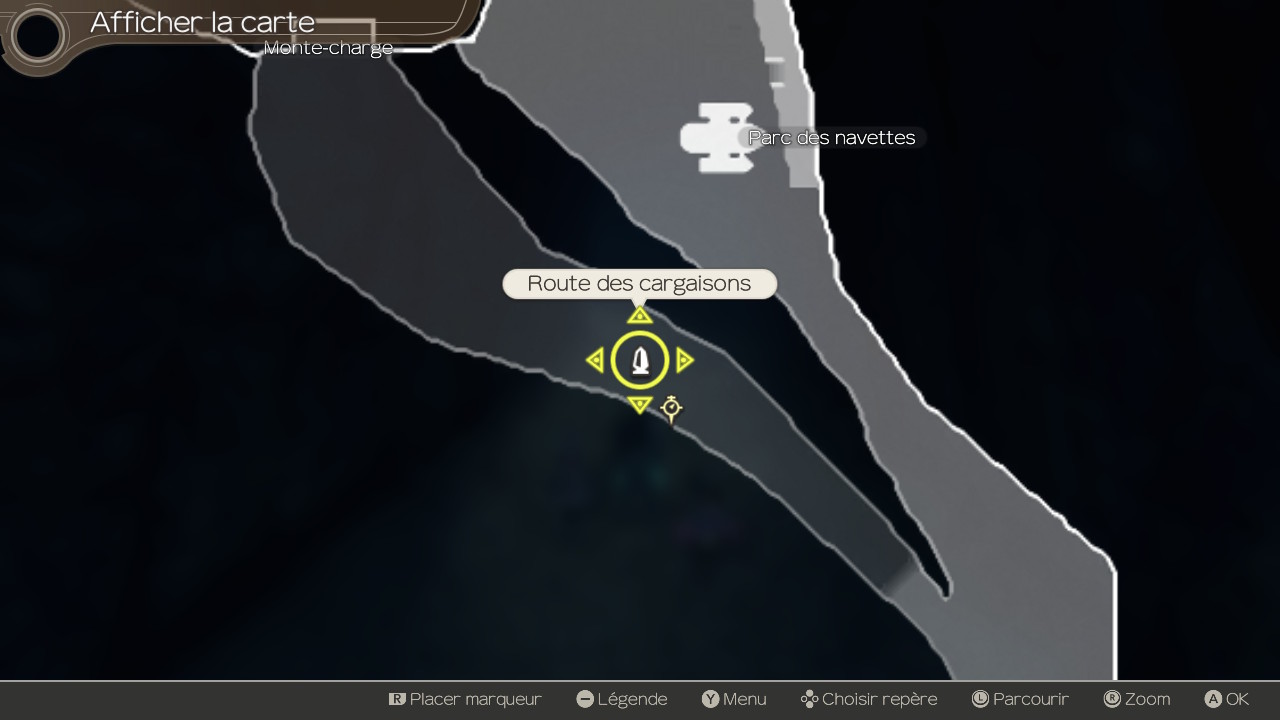 Afficher la carte
Monte-charge
Parc des navettes
Route des cargaisons
R Placer marqueur
Légende
Y Menu
Choisir repère
L Parcourir
R Zoom
A OK